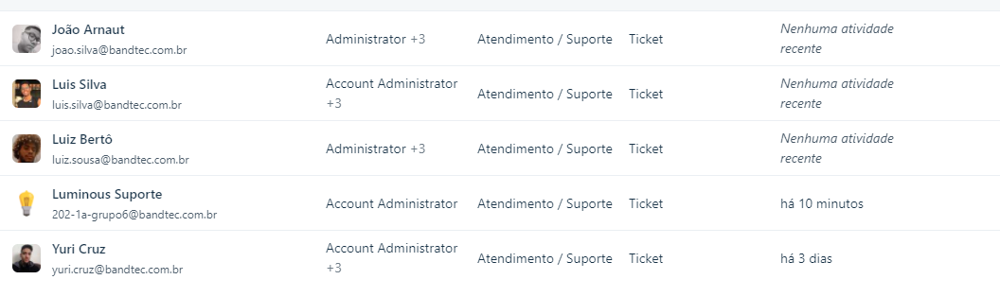 João Arnaut
joao.silva@bandtec.com.br
Administrator +3
Atendimento / Suporte
Ticket
Nenhuma atividade
recente
Luis Silva
luis.silva@bandtec.com.br
Account Administrator
+3
Atendimento / Suporte
Ticket
Nenhuma atividade
recente
Luiz Bertô
luiz.sousa@bandtec.com.br
Administrator +3
Atendimento / Suporte
Ticket
Nenhuma atividade
recente
Luminous Suporte
202-1a-grupo6@bandtec.com.br
Account Administrator
Atendimento / Suporte
Ticket
há 10 minutos
Yuri Cruz
yuri.cruz@bandtec.com.br
Account Administrator
+3
Atendimento / Suporte
Ticket
há 3 dias